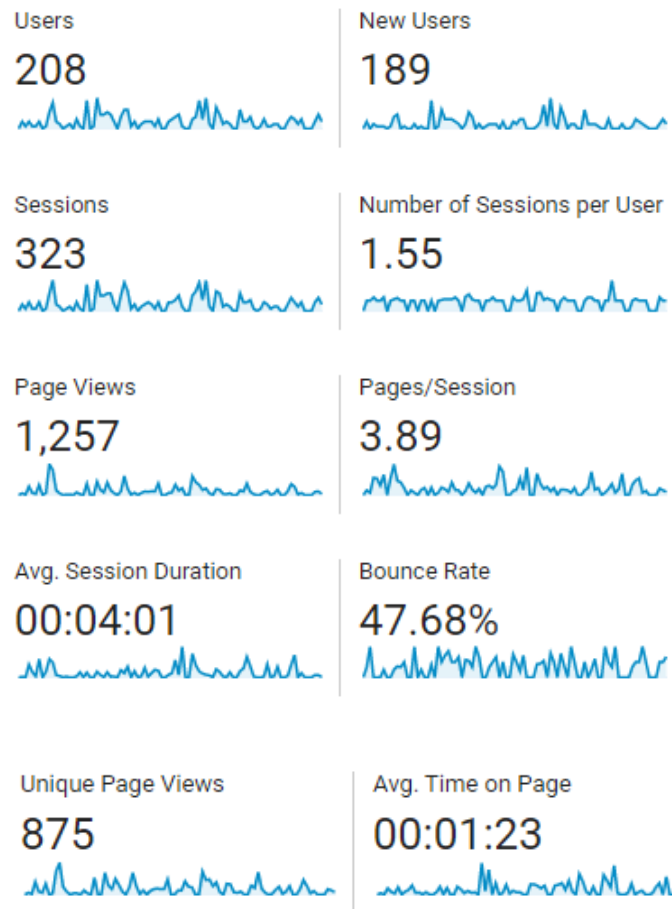 Users
208
New Users
189
Sessions
323
Number of Sessions per User
1.55
Page Views
1,257
Pages/Session
3.89
Avg. Session Duration
00:04:01
Bounce Rate
47.68%
Unique Page Views
875
Avg. Time on Page
00:01:23